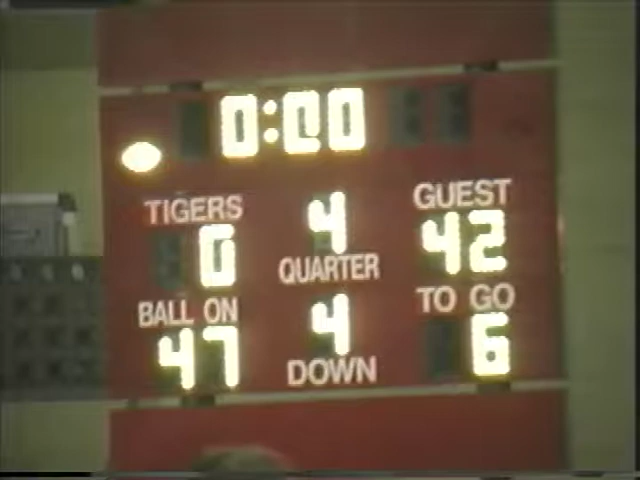 0:00
TIGERS 4 GUEST
0 QUARTER 42
BALL ON 4 TO GO
47 DOWN 6